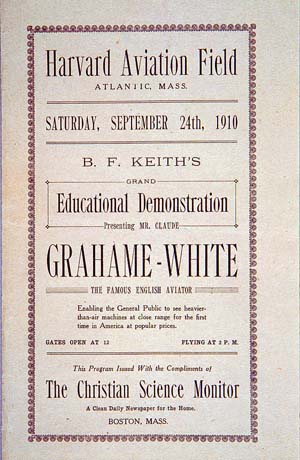 Harvard Aviation Field
ATLANTIC, MASS.
SATURDAY, SEPTEMBER 24th, 1910
B. F. KEITH'S
GRAND
Educational Demonstration
Presenting MR. CLAUDE
GRAHAME-WHITE
THE FAMOUS ENGLISH AVIATOR
Enabling the General Public to see heavier-
than-air machines at close range for the first
time in America at popular prices.
GATES OPEN AT 12 FLYING AT 2 P. M.
This Program Issued With the Compliments of
The Christian Science Monitor
A Clean Daily Newspaper for the Home.
BOSTON, MASS.